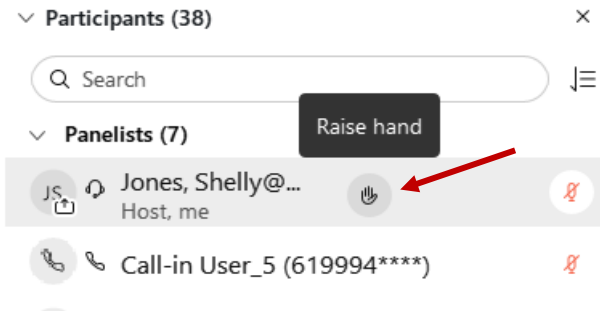 Participants (38)
Search
Raise hand
Panelists (7)
JS
Jones, Shelly@...
Host, me
Call-in User_5 (619994****)